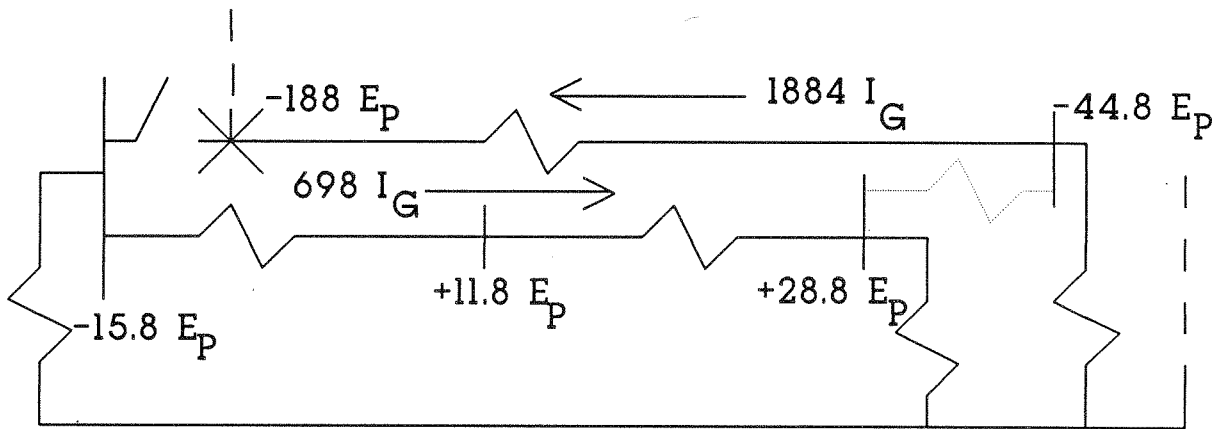 -188 E_P
1884 I_G
-44.8 E_P
698 I_G
+11.8 E_P
+28.8 E_P
-15.8 E_P